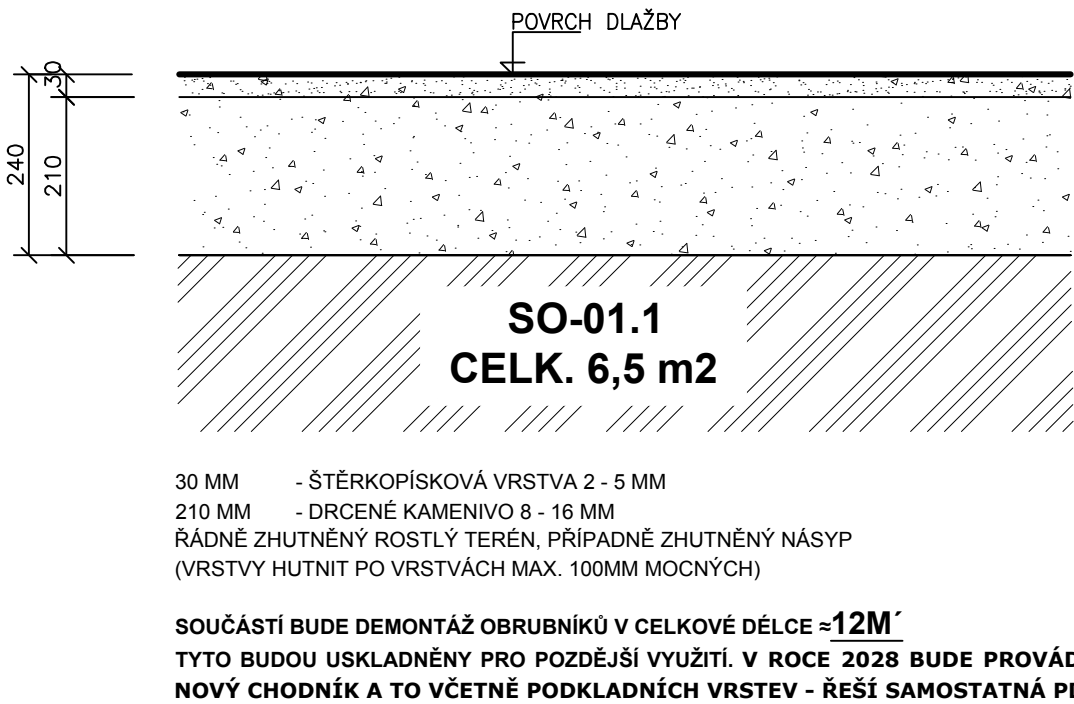 POVRCH DLAŽBY
30
240
210
SO-01.1
CELK. 6,5 m2
30 MM - ŠTĚRKOPÍSKOVÁ VRSTVA 2 - 5 MM
210 MM - DRCENÉ KAMENIVO 8 - 16 MM
ŘÁDNĚ ZHUTNĚNÝ ROSTLÝ TERÉN, PŘÍPADNĚ ZHUTNĚNÝ NÁSYP
(VRSTVY HUTNIT PO VRSTVÁCH MAX. 100MM MOCNÝCH)
SOUČÁSTÍ BUDE DEMONTÁŽ OBRUBNÍKŮ V CELKOVÉ DÉLCE ≈12M´
TYTO BUDOU USKLADNĚNY PRO POZDĚJŠÍ VYUŽITÍ. V ROCE 2028 BUDE PROVÁD
NOVÝ CHODNÍK A TO VČETNĚ PODKLADNÍCH VRSTEV - ŘEŠÍ SAMOSTATNÁ